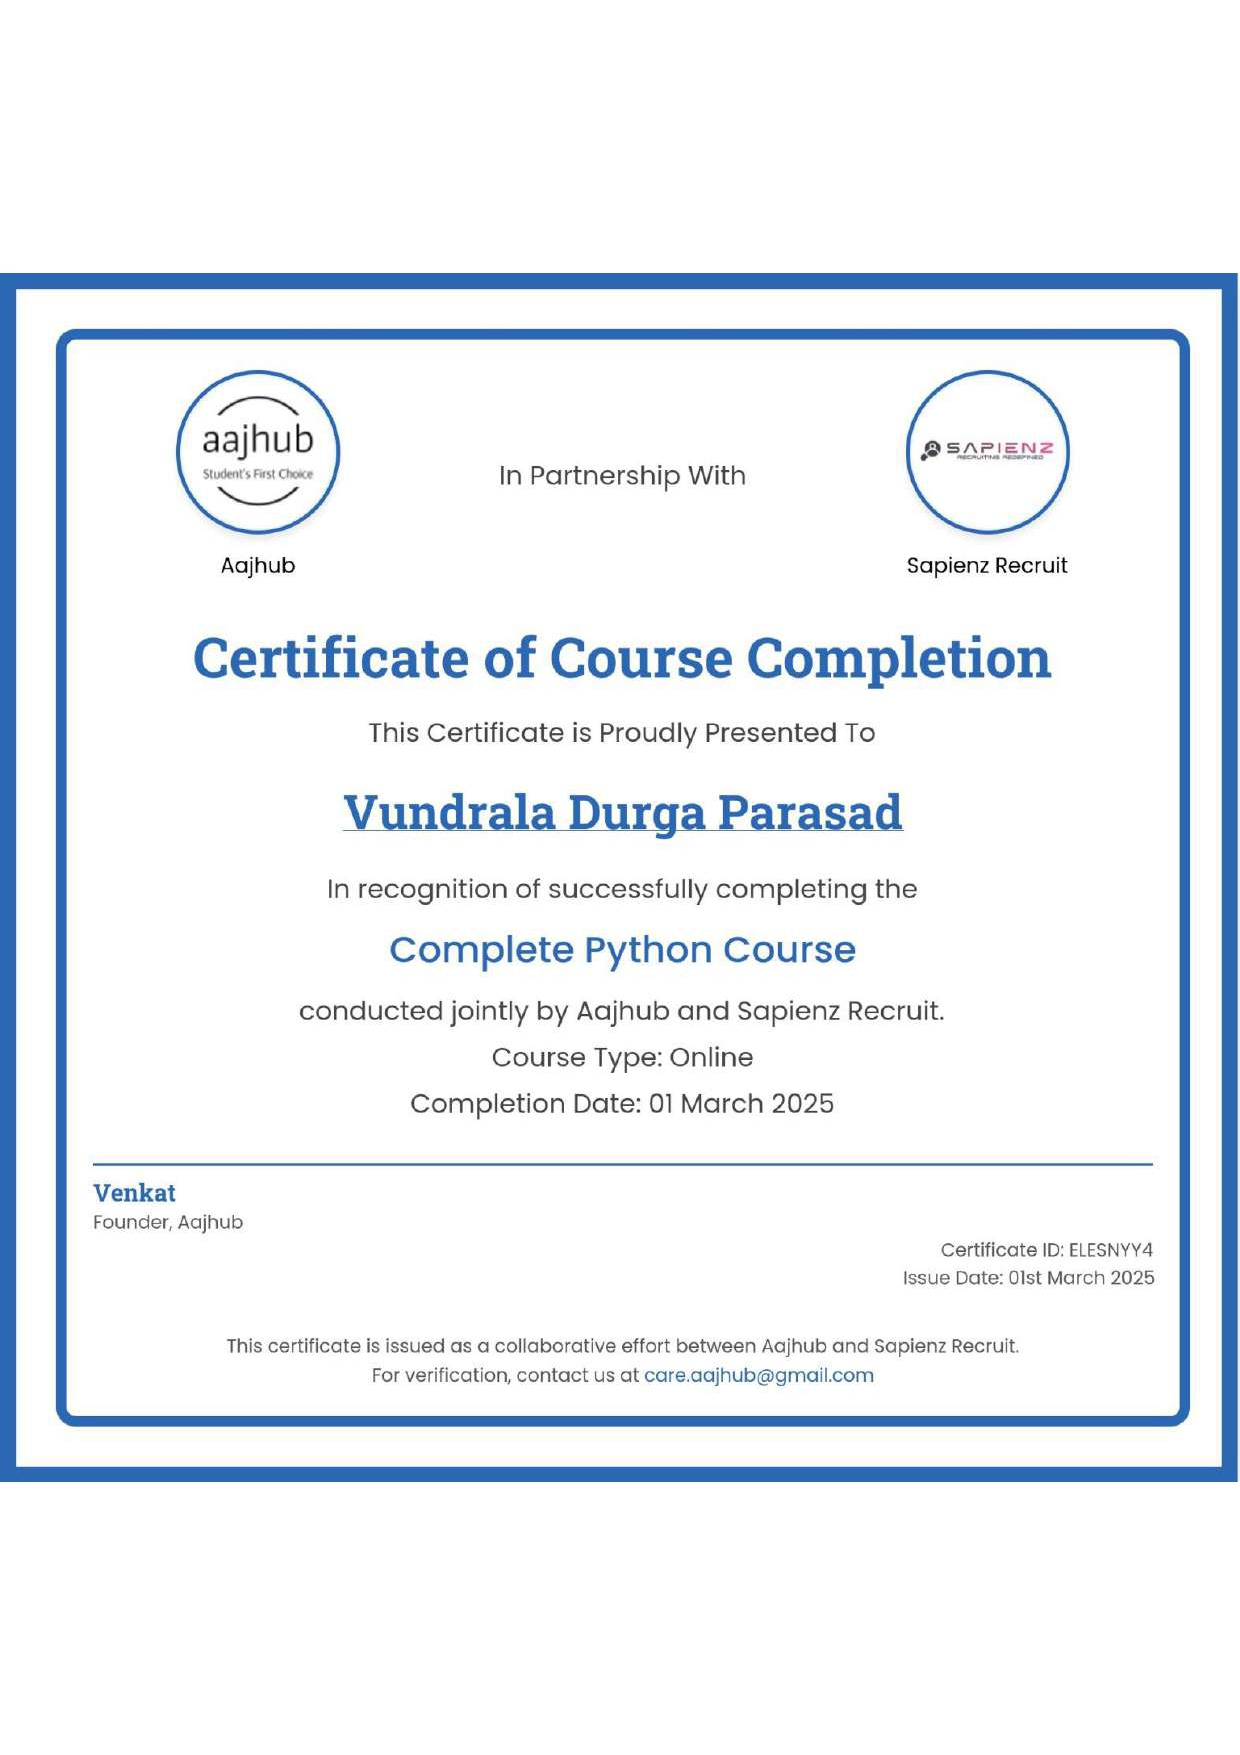 aajhub
Student's First Choice
Aajhub
In Partnership With
SAPIENZ
RECRUITING REDEFINED
Sapienz Recruit
Certificate of Course Completion
This Certificate is Proudly Presented To
Vundrala Durga Parasad
In recognition of successfully completing the
Complete Python Course
conducted jointly by Aajhub and Sapienz Recruit.
Course Type: Online
Completion Date: 01 March 2025
Venkat
Founder, Aajhub
Certificate ID: ELESNYY4
Issue Date: 01st March 2025
This certificate is issued as a collaborative effort between Aajhub and Sapienz Recruit.
For verification, contact us at care.aajhub@gmail.com